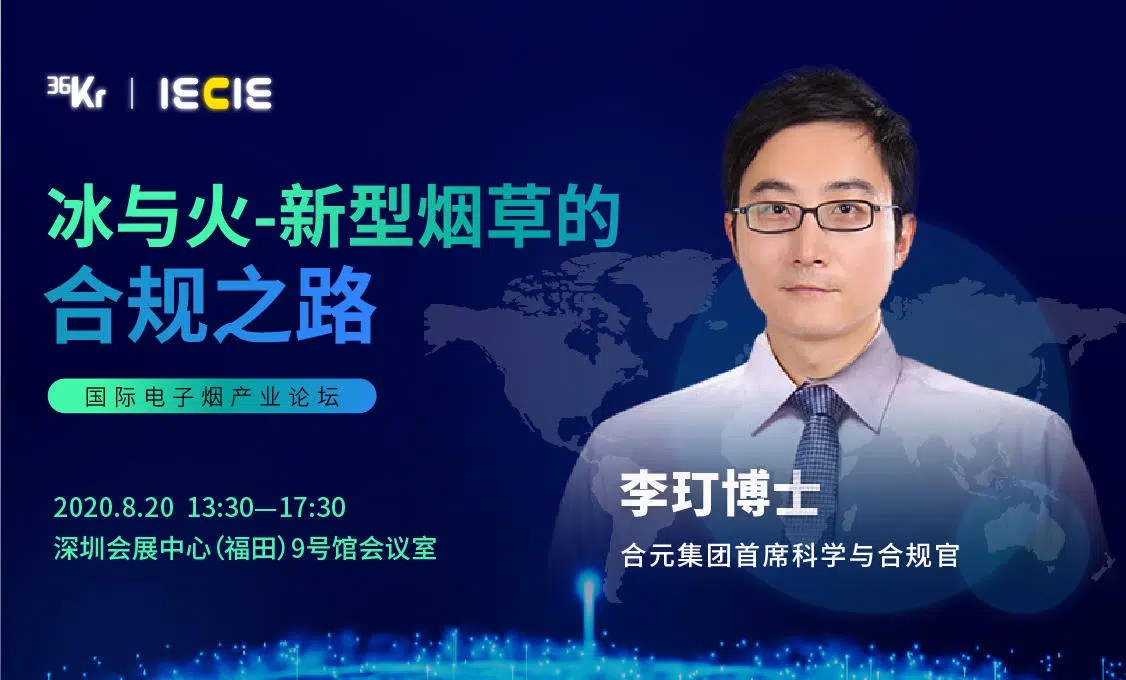 36Kr | IECIE
冰与火-新型烟草的
合规之路
国际电子烟产业论坛
2020.8.20 13:30—17:30
深圳会展中心(福田)9号馆会议室
李玎博士
合元集团首席科学与合规官